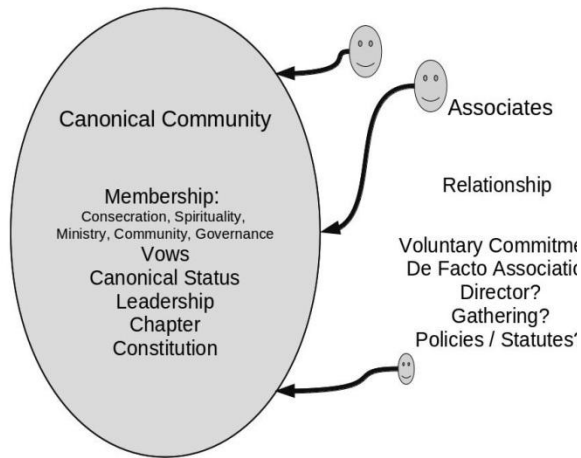 Canonical Community
Membership:
Consecration, Spirituality,
Ministry, Community, Governance
Vows
Canonical Status
Leadership
Chapter
Constitution
Associates
Relationship
Voluntary Commitme
De Facto Associatio
Director?
Gathering?
Policies / Statutes?